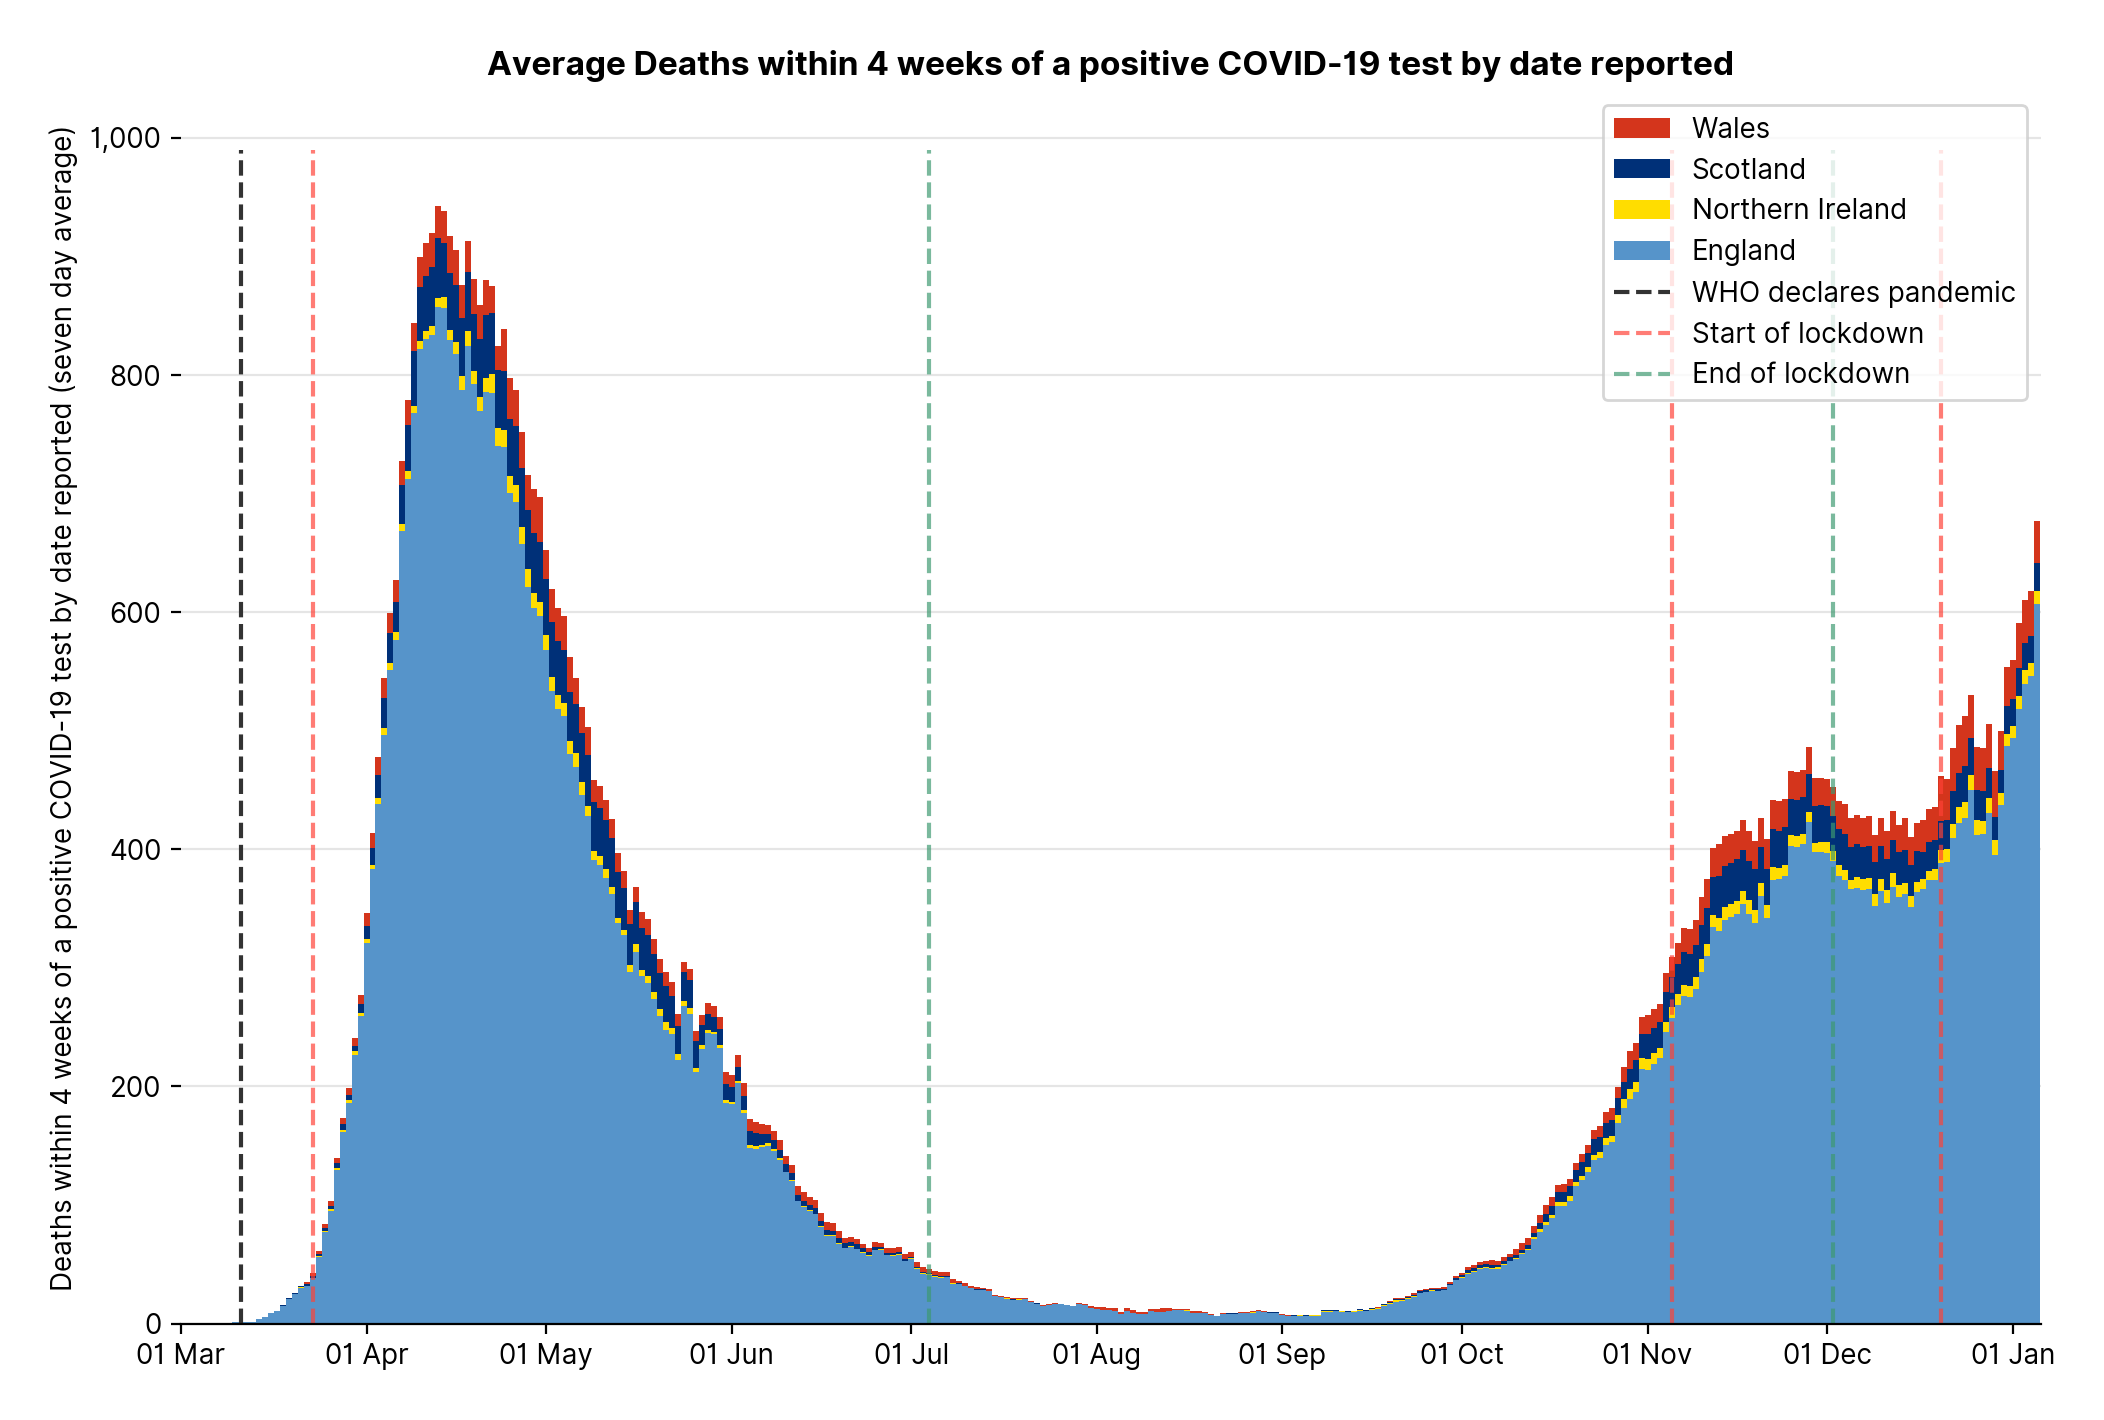 Average Deaths within 4 weeks of a positive COVID-19 test by date reported
Deaths within 4 weeks of a positive COVID-19 test by date reported (seven day average)
1,000
800
600
400
200
0
Wales
Scotland
Northern Ireland
England
WHO declares pandemic
Start of lockdown
End of lockdown
01 Mar
01 Apr
01 May
01 Jun
01 Jul
01 Aug
01 Sep
01 Oct
01 Nov
01 Dec
01 Jan